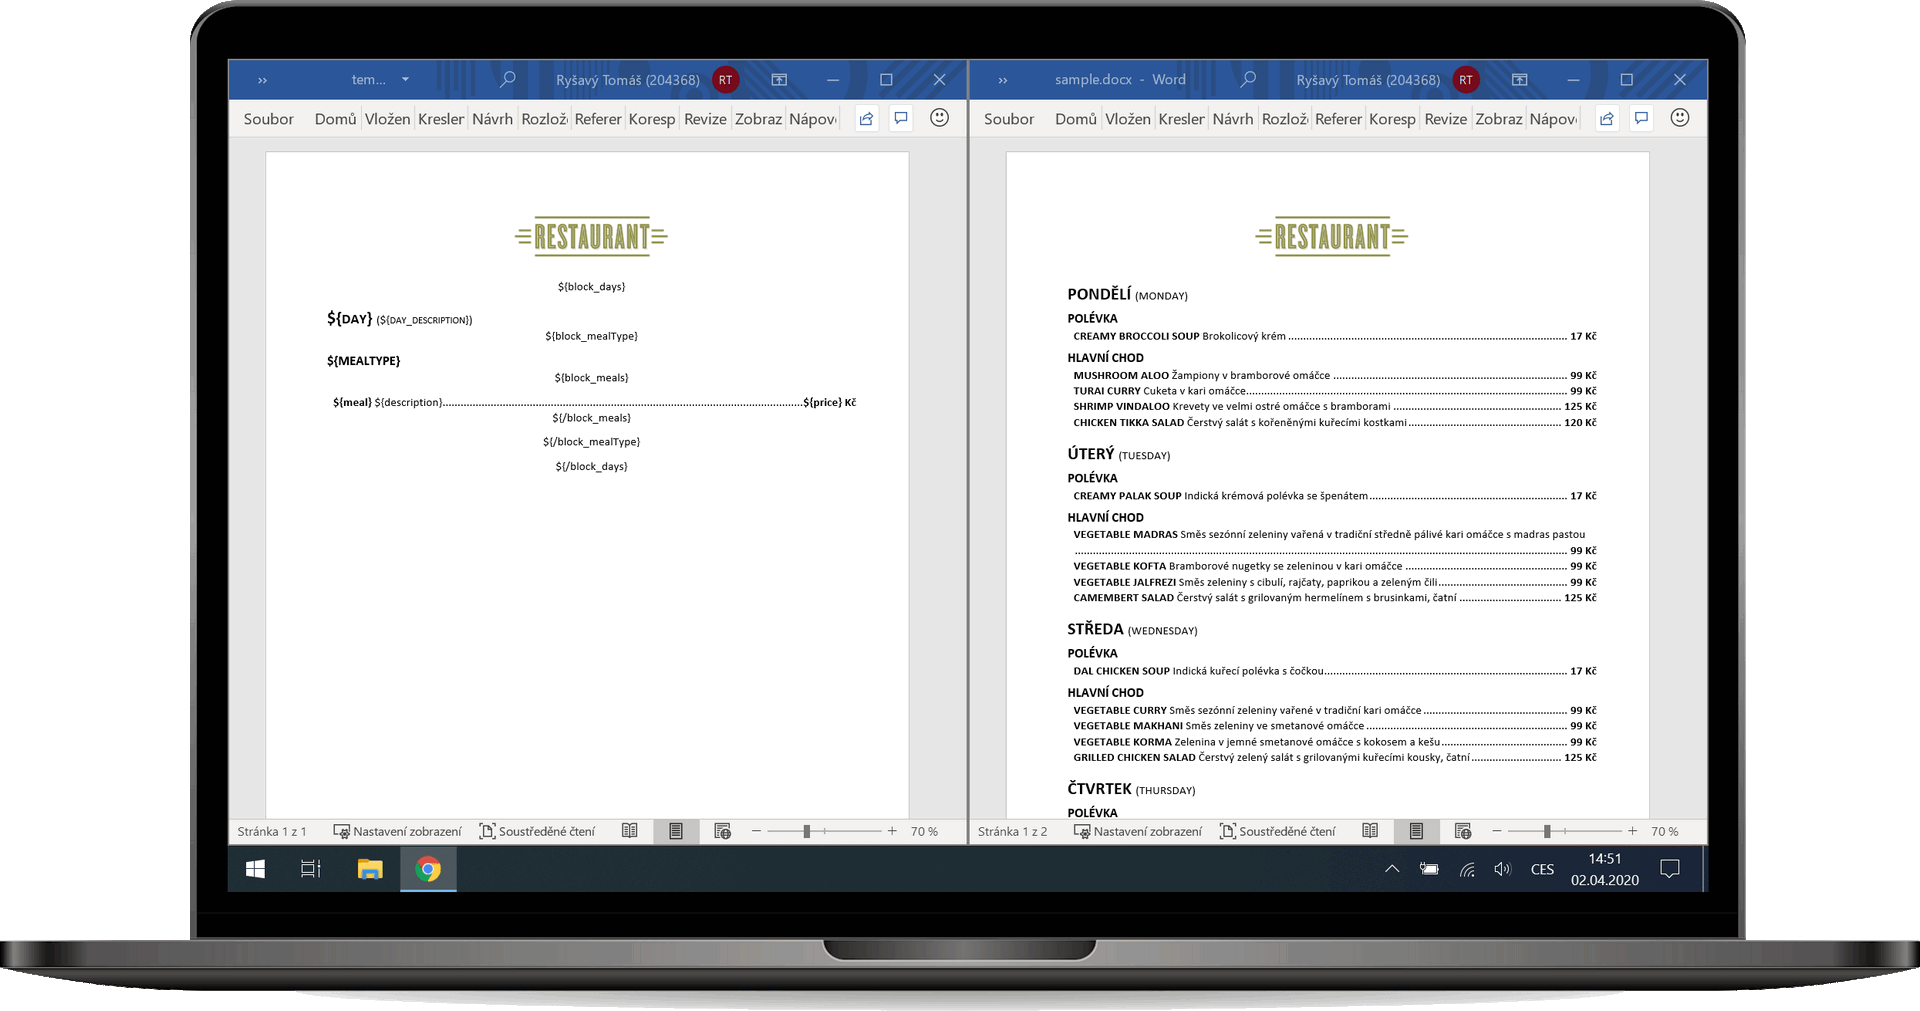 tem...
Ryšavý Tomáš (204368) RT
Soubor Domů Vložen Kresler Návrh Rozlož Referer Koresp Revize Zobraz Nápov
RESTAURANT
${block_days}
${DAY} (${DAY_DESCRIPTION})
${block_mealType}
${MEALTYPE}
${block_meals}
${meal} ${description}........................................${price} Kč
${/block_meals}
${/block_mealType}
${/block_days}
Stránka 1 z 1 Nastavení zobrazení Soustředěné čtení 70 %
sample.docx - Word Ryšavý Tomáš (204368) RT
Soubor Domů Vložen Kresler Návrh Rozlož Referer Koresp Revize Zobraz Nápov
RESTAURANT
PONDĚLÍ (MONDAY)
POLÉVKA
CREAMY BROCCOLI SOUP Brokolicový krém ........................................ 17 Kč
HLAVNÍ CHOD
MUSHROOM ALOO Žampiony v bramborové omáčce ........................................ 99 Kč
TURAI CURRY Cuketa v kari omáčce........................................ 99 Kč
SHRIMP VINDALOO Krevety ve velmi ostré omáčce s bramborami ........................................ 125 Kč
CHICKEN TIKKA SALAD Čerstvý salát s kořeněnými kuřecími kostkami........................................ 120 Kč
ÚTERÝ (TUESDAY)
POLÉVKA
CREAMY PALAK SOUP Indická krémová polévka se špenátem........................................ 17 Kč
HLAVNÍ CHOD
VEGETABLE MADRAS Směs sezónní zeleniny vařená v tradiční středně pálivé kari omáčce s madras pastou
........................................ 99 Kč
VEGETABLE KOFTA Bramborové nugetky se zeleninou v kari omáčce ........................................ 99 Kč
VEGETABLE JALFREZI Směs zeleniny s cibulí, rajčaty, paprikou a zeleným čili........................................ 99 Kč
CAMEMBERT SALAD Čerstvý salát s grilovaným hermelínem s brusinkami, čatní ........................................ 125 Kč
STŘEDA (WEDNESDAY)
POLÉVKA
DAL CHICKEN SOUP Indická kuřecí polévka s čočkou........................................ 17 Kč
HLAVNÍ CHOD
VEGETABLE CURRY Směs sezónní zeleniny vařené v tradiční kari omáčce ........................................ 99 Kč
VEGETABLE MAKHANI Směs zeleniny ve smetanové omáčce ........................................ 99 Kč
VEGETABLE KORMA Zelenina v jemné smetanové omáčce s kokosem a kešu........................................ 99 Kč
GRILLED CHICKEN SALAD Čerstvý zelený salát s grilovanými kuřecími kousky, čatní........................................ 125 Kč
ČTVRTEK (THURSDAY)
POLÉVKA
Stránka 1 z 2 Nastavení zobrazení Soustředěné čtení 70 %
CES 14:51
02.04.2020